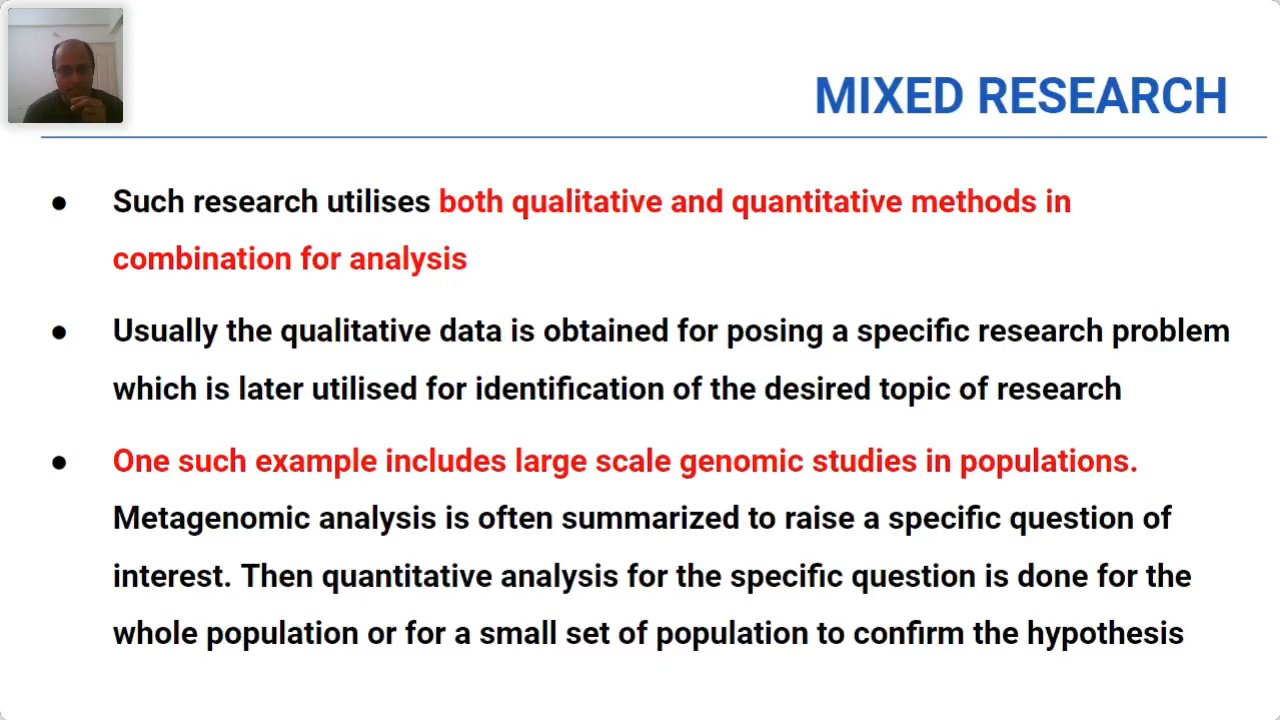 MIXED RESEARCH
● Such research utilises both qualitative and quantitative methods in
combination for analysis
● Usually the qualitative data is obtained for posing a specific research problem
which is later utilised for identification of the desired topic of research
● One such example includes large scale genomic studies in populations.
Metagenomic analysis is often summarized to raise a specific question of
interest. Then quantitative analysis for the specific question is done for the
whole population or for a small set of population to confirm the hypothesis